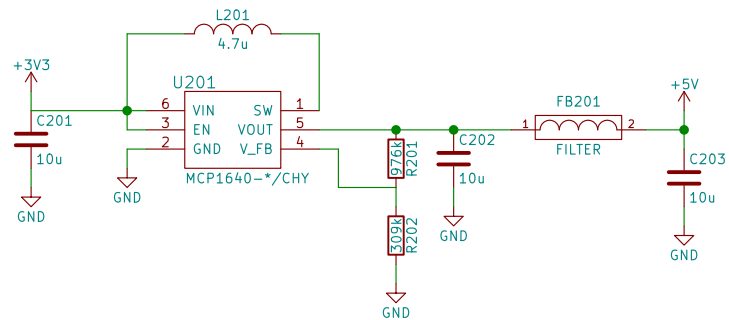 L201
4.7u
+3V3
U201
6 VIN SW 1
3 EN VOUT 5
2 GND V_FB 4
MCP1640-*/CHY
C201
10u
GND
GND
976k
R201
309k
R202
GND
C202
10u
GND
FB201
1 2
FILTER
+5V
C203
10u
GND